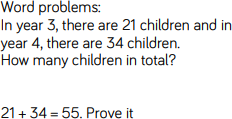 Word problems:
In year 3, there are 21 children and in
year 4, there are 34 children.
How many children in total?
21 + 34 = 55. Prove it